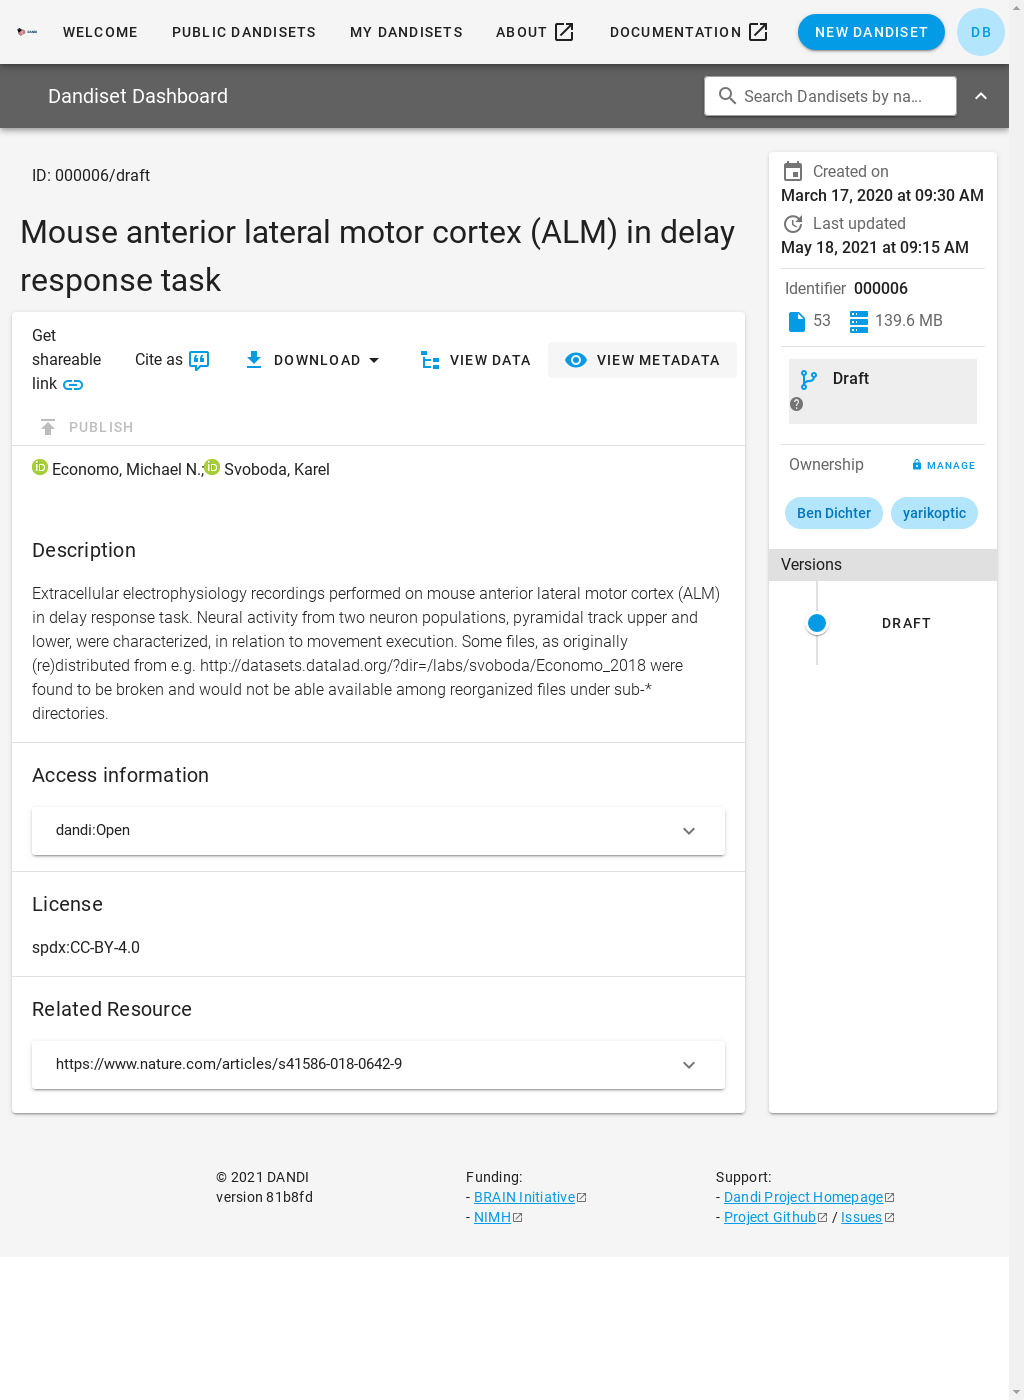 WELCOME
PUBLIC DANDISETS
MY DANDISETS
ABOUT
DOCUMENTATION
NEW DANDISET
DB
Dandiset Dashboard
Search Dandisets by na...
ID: 000006/draft
Mouse anterior lateral motor cortex (ALM) in delay
response task
Get
shareable
link
Cite as
DOWNLOAD
VIEW DATA
VIEW METADATA
PUBLISH
Economo, Michael N.; Svoboda, Karel
Description
Extracellular electrophysiology recordings performed on mouse anterior lateral motor cortex (ALM)
in delay response task. Neural activity from two neuron populations, pyramidal track upper and
lower, were characterized, in relation to movement execution. Some files, as originally
(re)distributed from e.g. http://datasets.datalad.org/?dir=/labs/svoboda/Economo_2018 were
found to be broken and would not be able available among reorganized files under sub-*
directories.
Access information
dandi:Open
License
spdx:CC-BY-4.0
Related Resource
https://www.nature.com/articles/s41586-018-0642-9
Created on
March 17, 2020 at 09:30 AM
Last updated
May 18, 2021 at 09:15 AM
Identifier 000006
53 139.6 MB
Draft
Ownership
MANAGE
Ben Dichter
yarikoptic
Versions
DRAFT
© 2021 DANDI
version 81b8fd
Funding:
- BRAIN Initiative
- NIMH
Support:
- Dandi Project Homepage
- Project Github / Issues